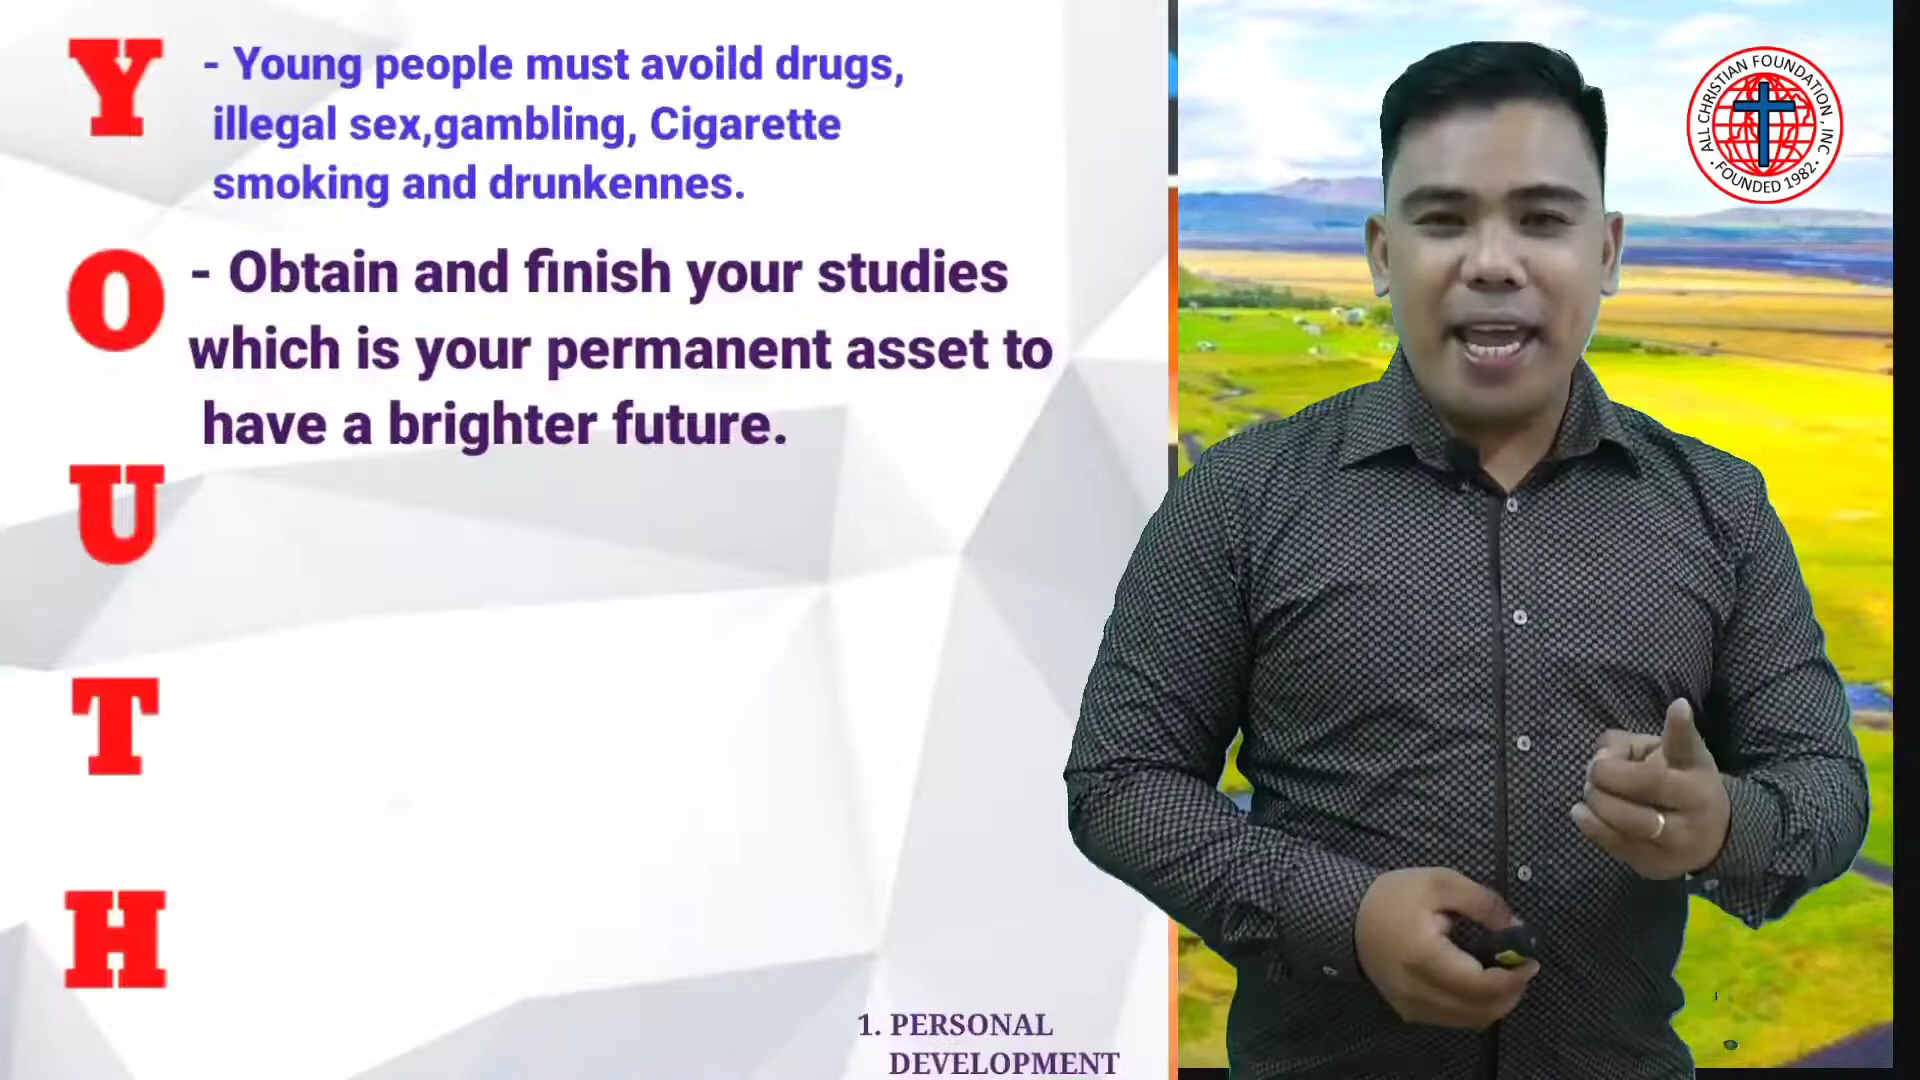 Y
- Young people must avoild drugs,
illegal sex,gambling, Cigarette
smoking and drunkennes.
O
- Obtain and finish your studies
which is your permanent asset to
have a brighter future.
U
T
H
1. PERSONAL
DEVELOPMENT
ALL CHRISTIAN FOUNDATION, INC
• FOUNDED 1982 •